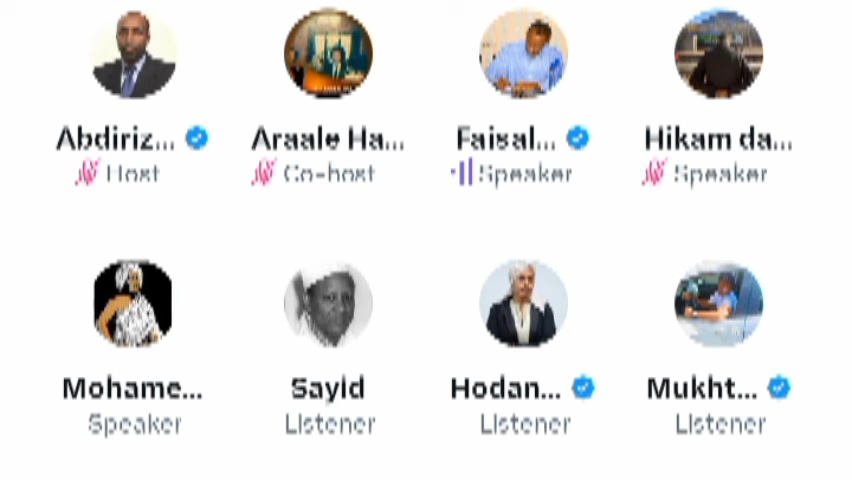 Abdiriz... Araale Ha... Faisal... Hikam da...
Host Co-host Speaker Speaker
Mohame... Sayid Hodan... Mukht...
Speaker Listener Listener Listener